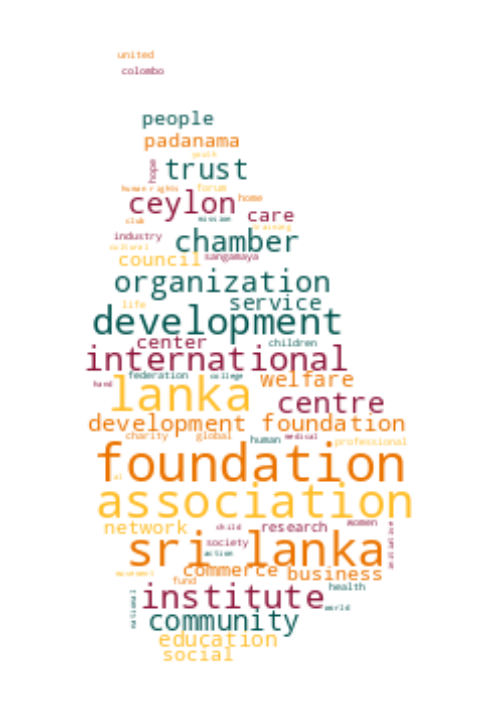 united
colombo
people
padanama
youth
hope trust
human rights forum
home
ceylon
mission care
club
training
industry chamber
cultural
council sangamaya
organization
life service
development
center children
international
federation college welfare
hand lanka
centre
development foundation
charity global human medical professional
foundation
association
network child research women
sri lanka
society
action
initiative
commerce business
fund
health
institute
national world
community
education
social